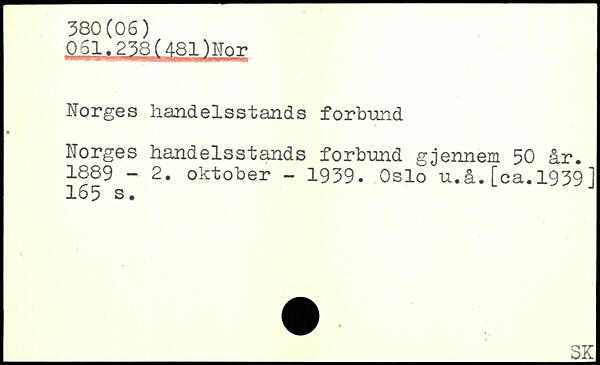 380(06)
061.238(481)Nor
Norges handelsstands forbund
Norges handelsstands forbund gjennem 50 år.
1889 - 2. oktober - 1939. Oslo u.å.[ca.1939]
165 s.
SK